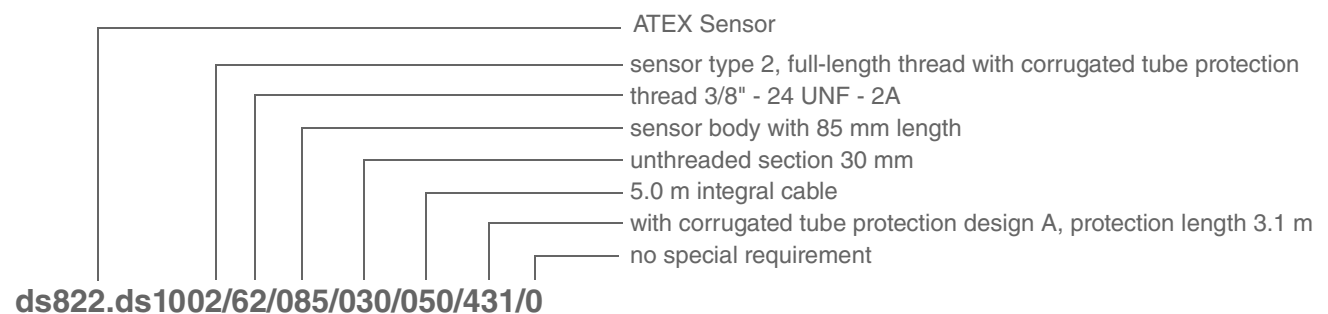 ATEX Sensor
sensor type 2, full-length thread with corrugated tube protection
thread 3/8" - 24 UNF - 2A
sensor body with 85 mm length
unthreaded section 30 mm
5.0 m integral cable
with corrugated tube protection design A, protection length 3.1 m
no special requirement
ds822.ds1002/62/085/030/050/431/0